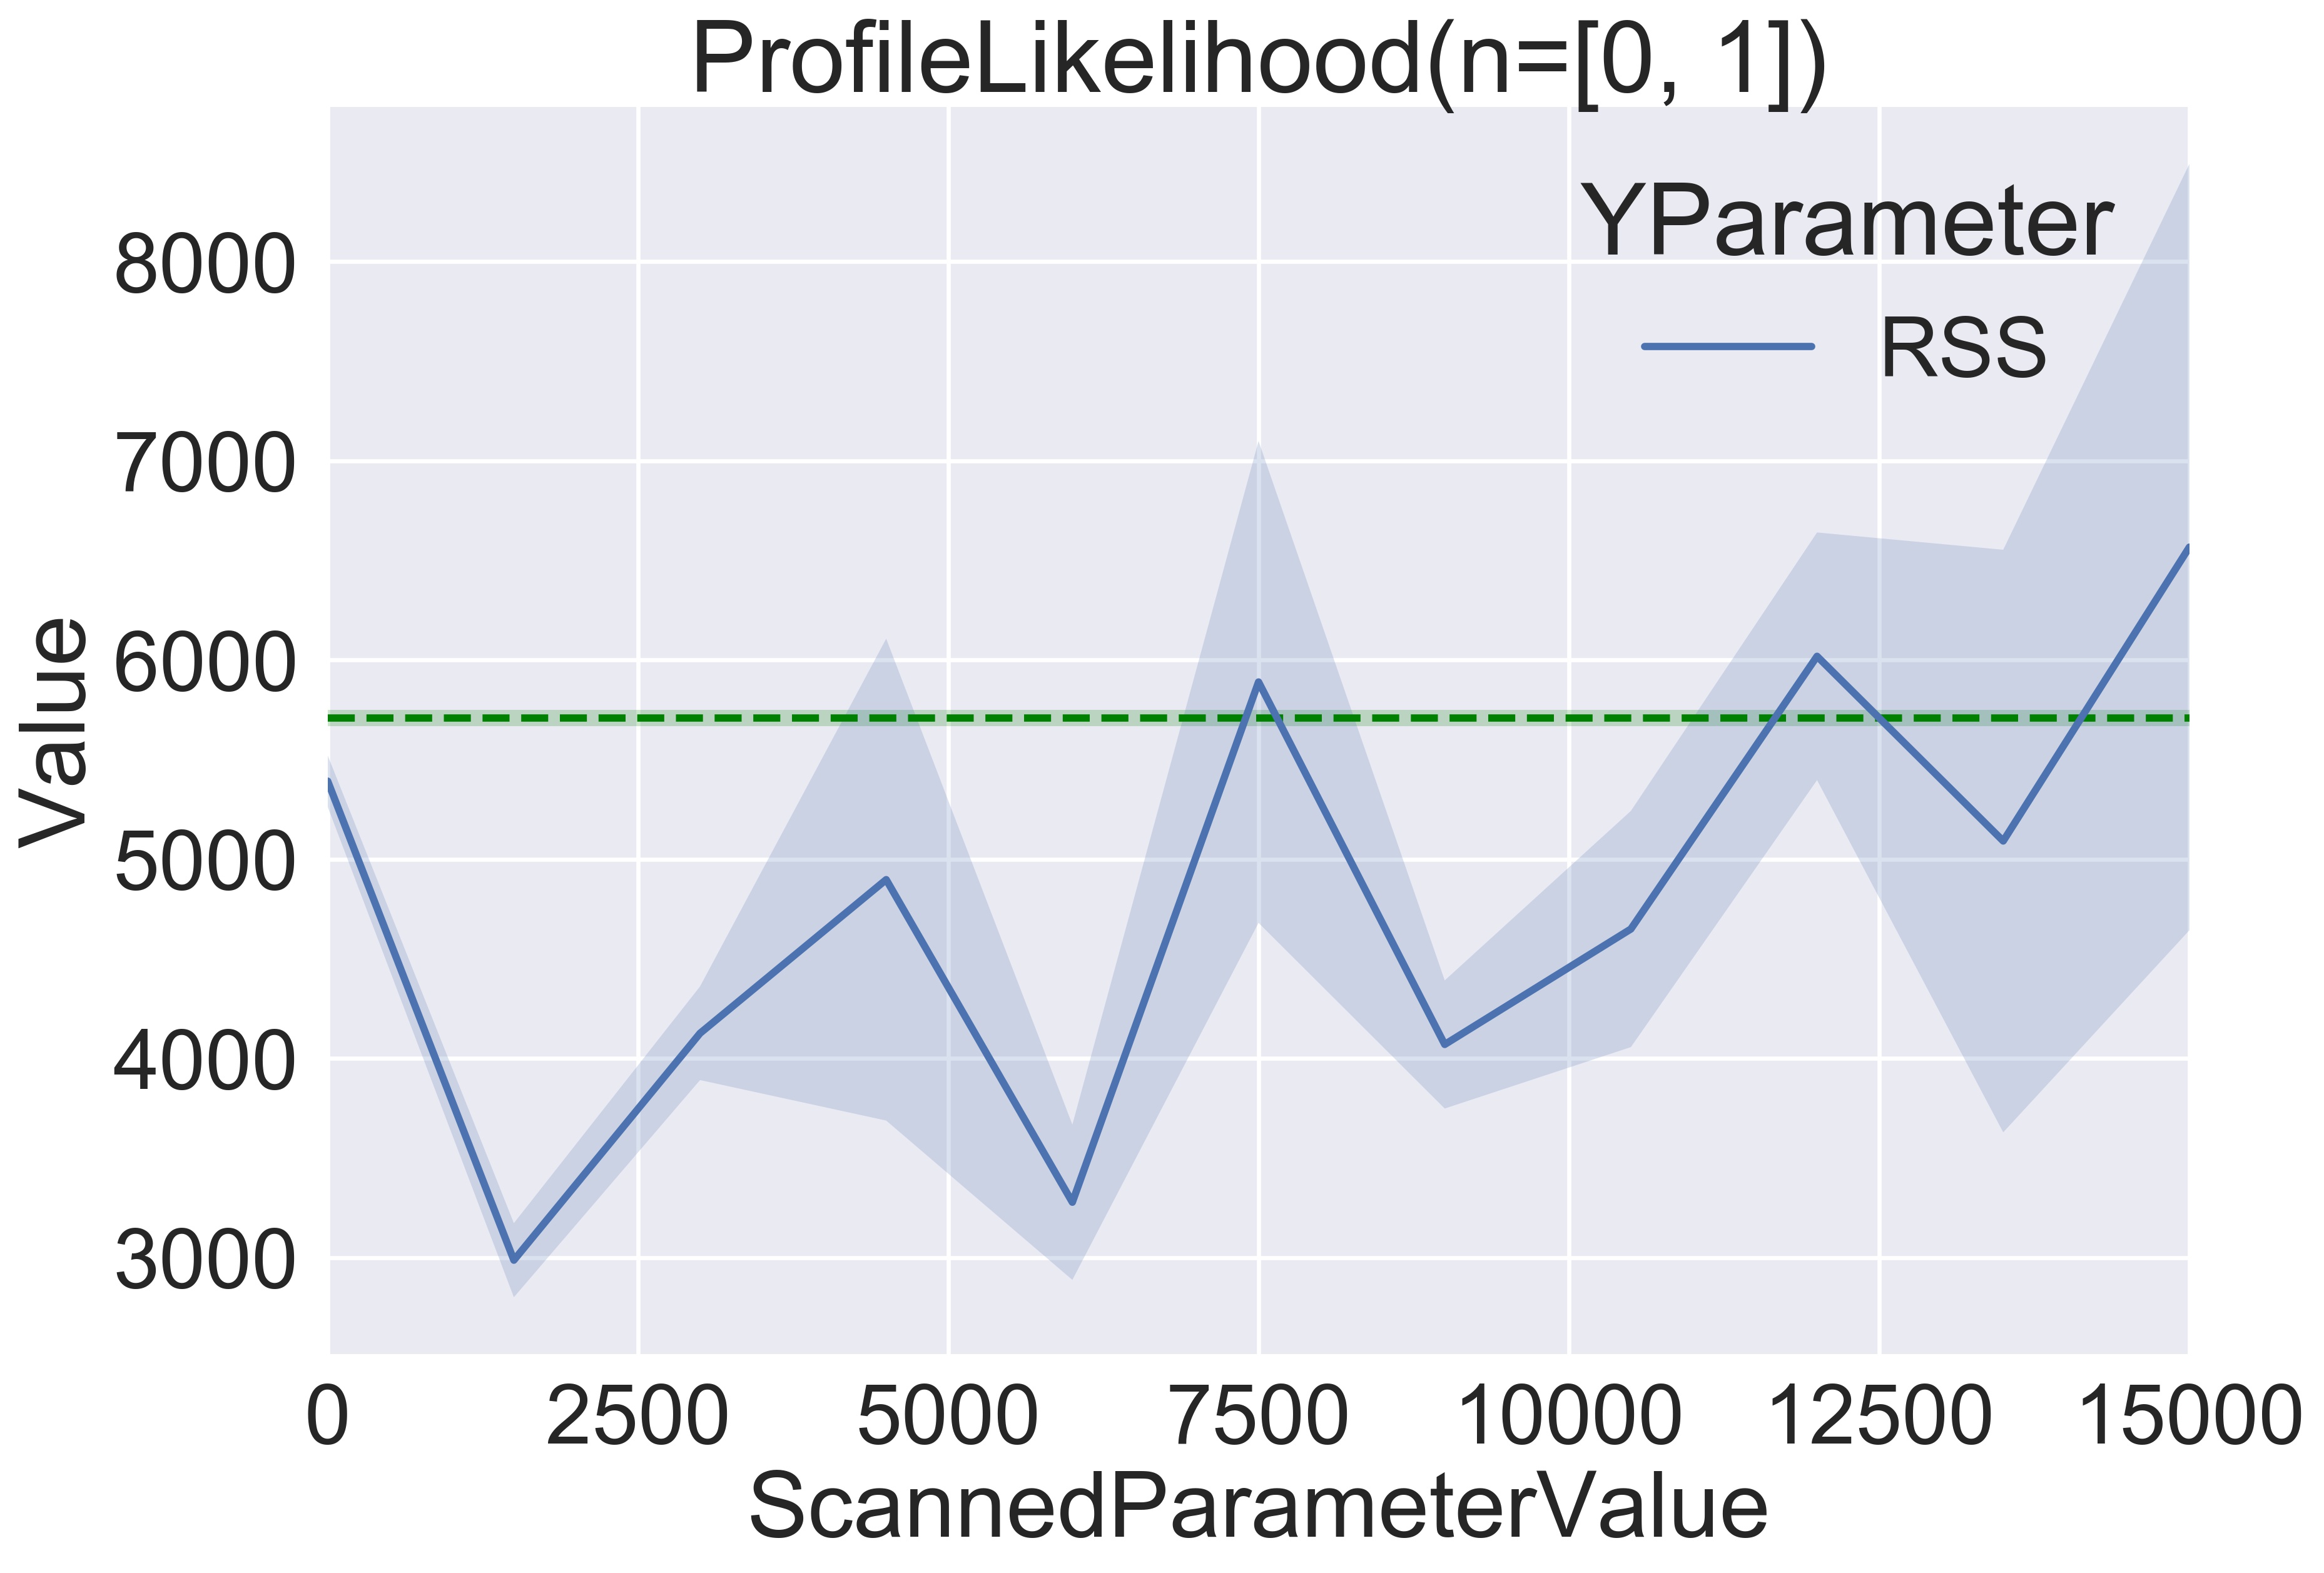 ProfileLikelihood(n=[0, 1])
YParameter
RSS
Value
8000
7000
6000
5000
4000
3000
0 2500 5000 7500 10000 12500 15000
ScannedParameterValue